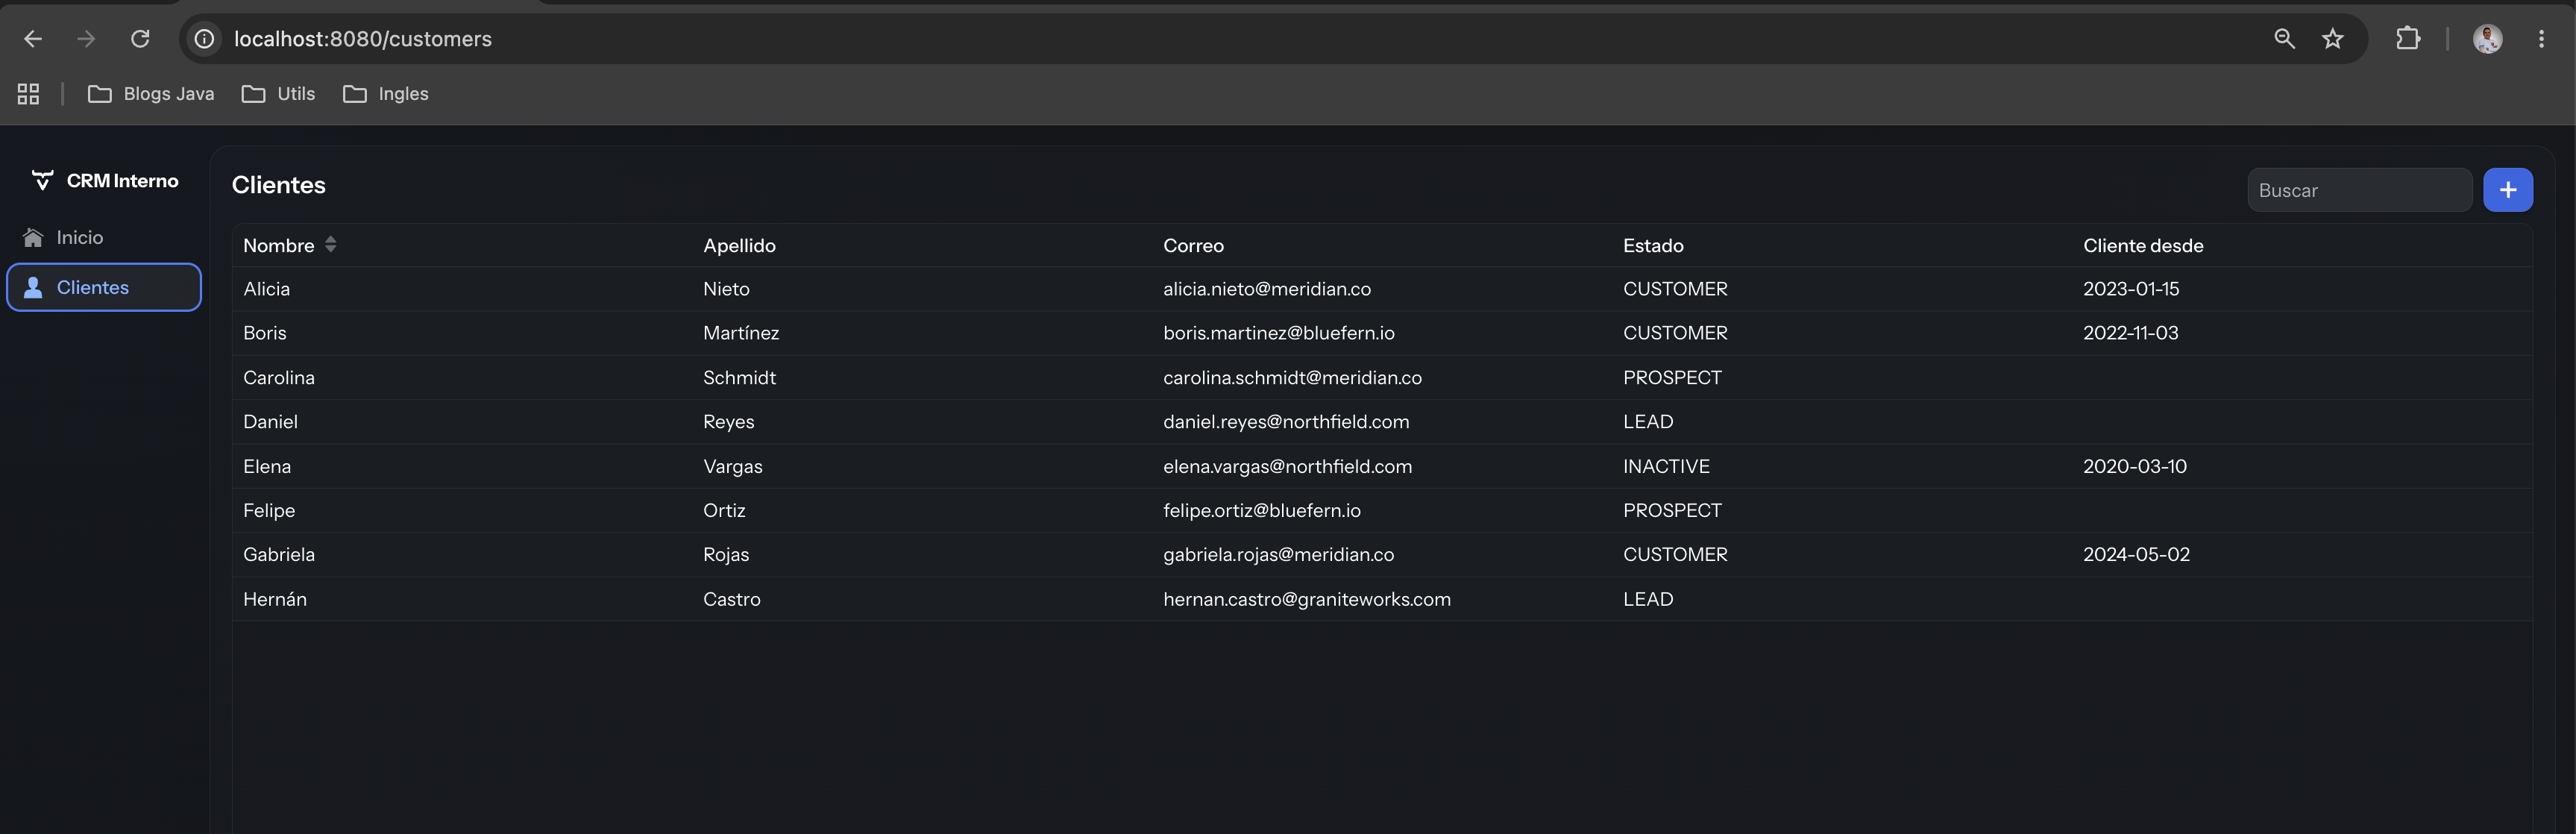 localhost:8080/customers
Blogs Java Utils Ingles
CRM Interno
Inicio
Clientes
Clientes
Buscar
Nombre Apellido Correo Estado Cliente desde
Alicia Nieto alicia.nieto@meridian.co CUSTOMER 2023-01-15
Boris Martínez boris.martinez@bluefern.io CUSTOMER 2022-11-03
Carolina Schmidt carolina.schmidt@meridian.co PROSPECT
Daniel Reyes daniel.reyes@northfield.com LEAD
Elena Vargas elena.vargas@northfield.com INACTIVE 2020-03-10
Felipe Ortiz felipe.ortiz@bluefern.io PROSPECT
Gabriela Rojas gabriela.rojas@meridian.co CUSTOMER 2024-05-02
Hernán Castro hernan.castro@graniteworks.com LEAD